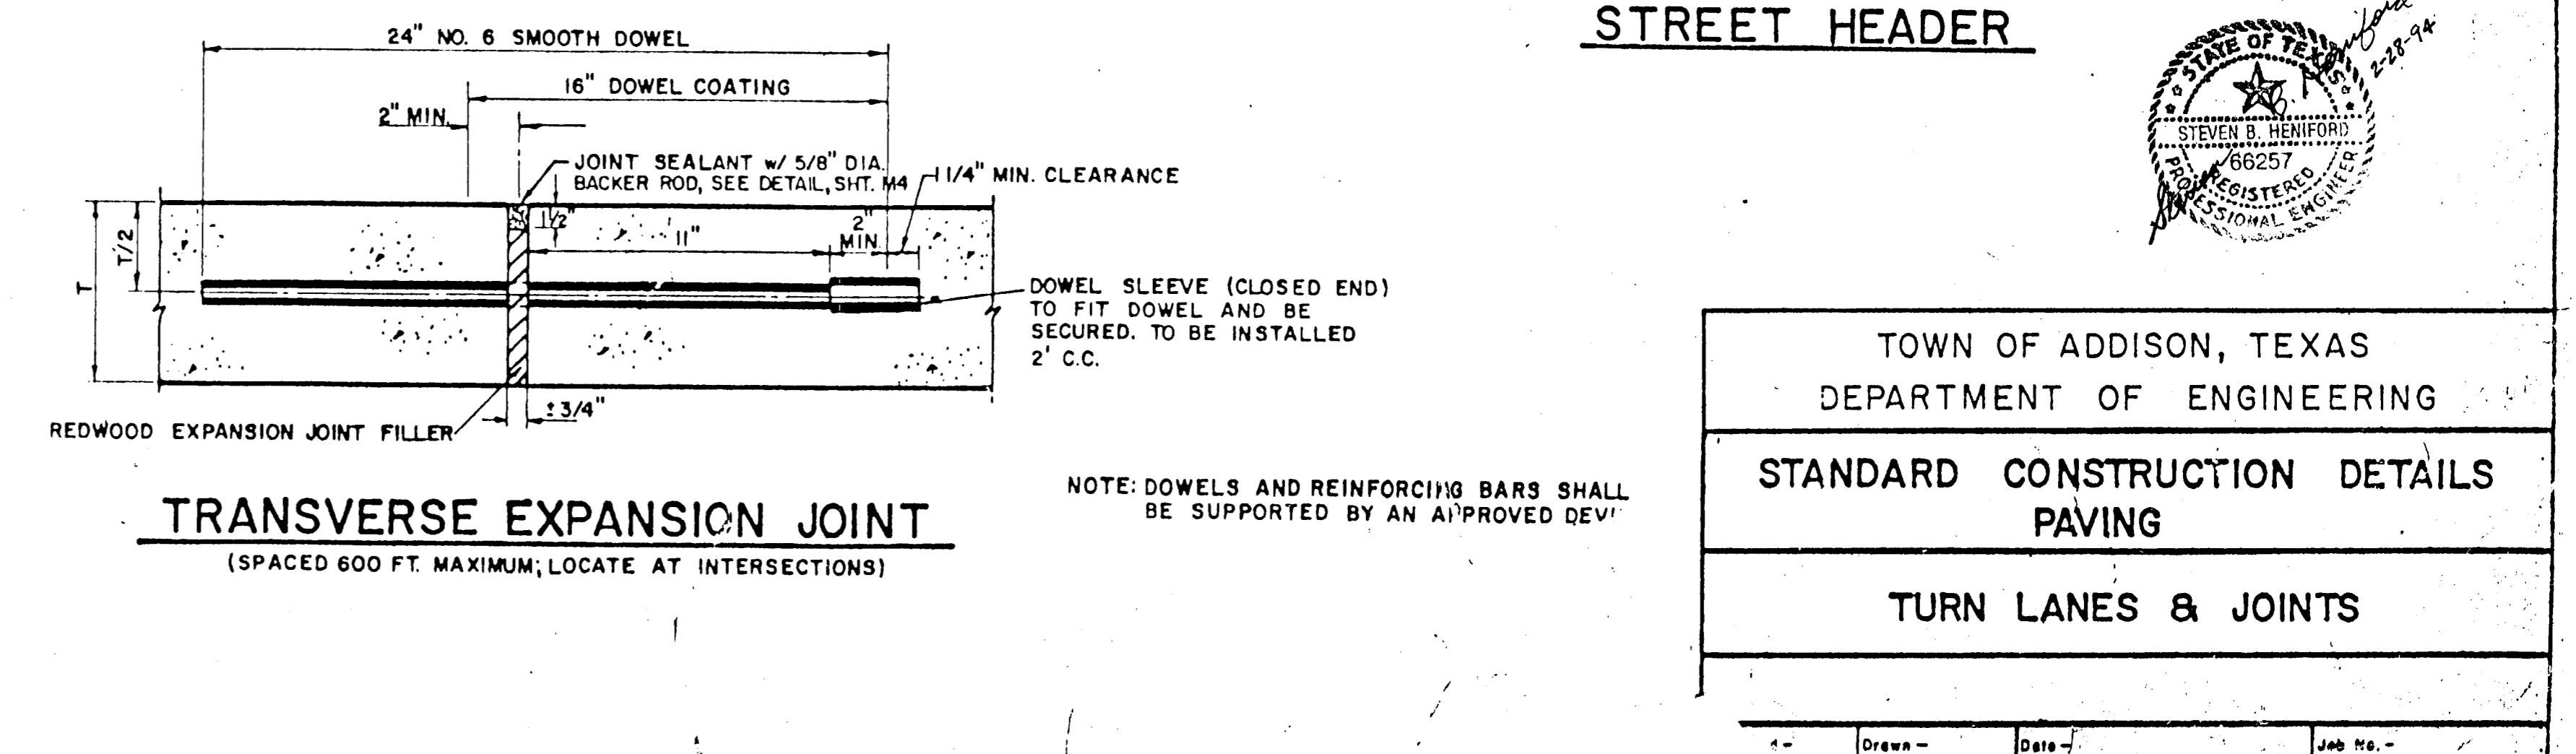 STREET HEADER
24" NO. 6 SMOOTH DOWEL
16" DOWEL COATING
2" MIN.
JOINT SEALANT w/ 5/8" DIA.
BACKER ROD, SEE DETAIL, SHT. M4
1 1/4" MIN. CLEARANCE
1 1/2"
11"
2"
MIN.
T/2
T
DOWEL SLEEVE (CLOSED END)
TO FIT DOWEL AND BE
SECURED. TO BE INSTALLED
2' C.C.
± 3/4"
REDWOOD EXPANSION JOINT FILLER
TRANSVERSE EXPANSION JOINT
(SPACED 600 FT. MAXIMUM; LOCATE AT INTERSECTIONS)
NOTE: DOWELS AND REINFORCING BARS SHALL
BE SUPPORTED BY AN APPROVED
STATE OF TEXAS
STEVEN B. HENIFORD
66257
REGISTERED
PROFESSIONAL ENGINEER
Steven B. Heniford
2-28-94
TOWN OF ADDISON, TEXAS
DEPARTMENT OF ENGINEERING
STANDARD CONSTRUCTION DETAILS
PAVING
TURN LANES & JOINTS
Drawn - Date - Job No. -